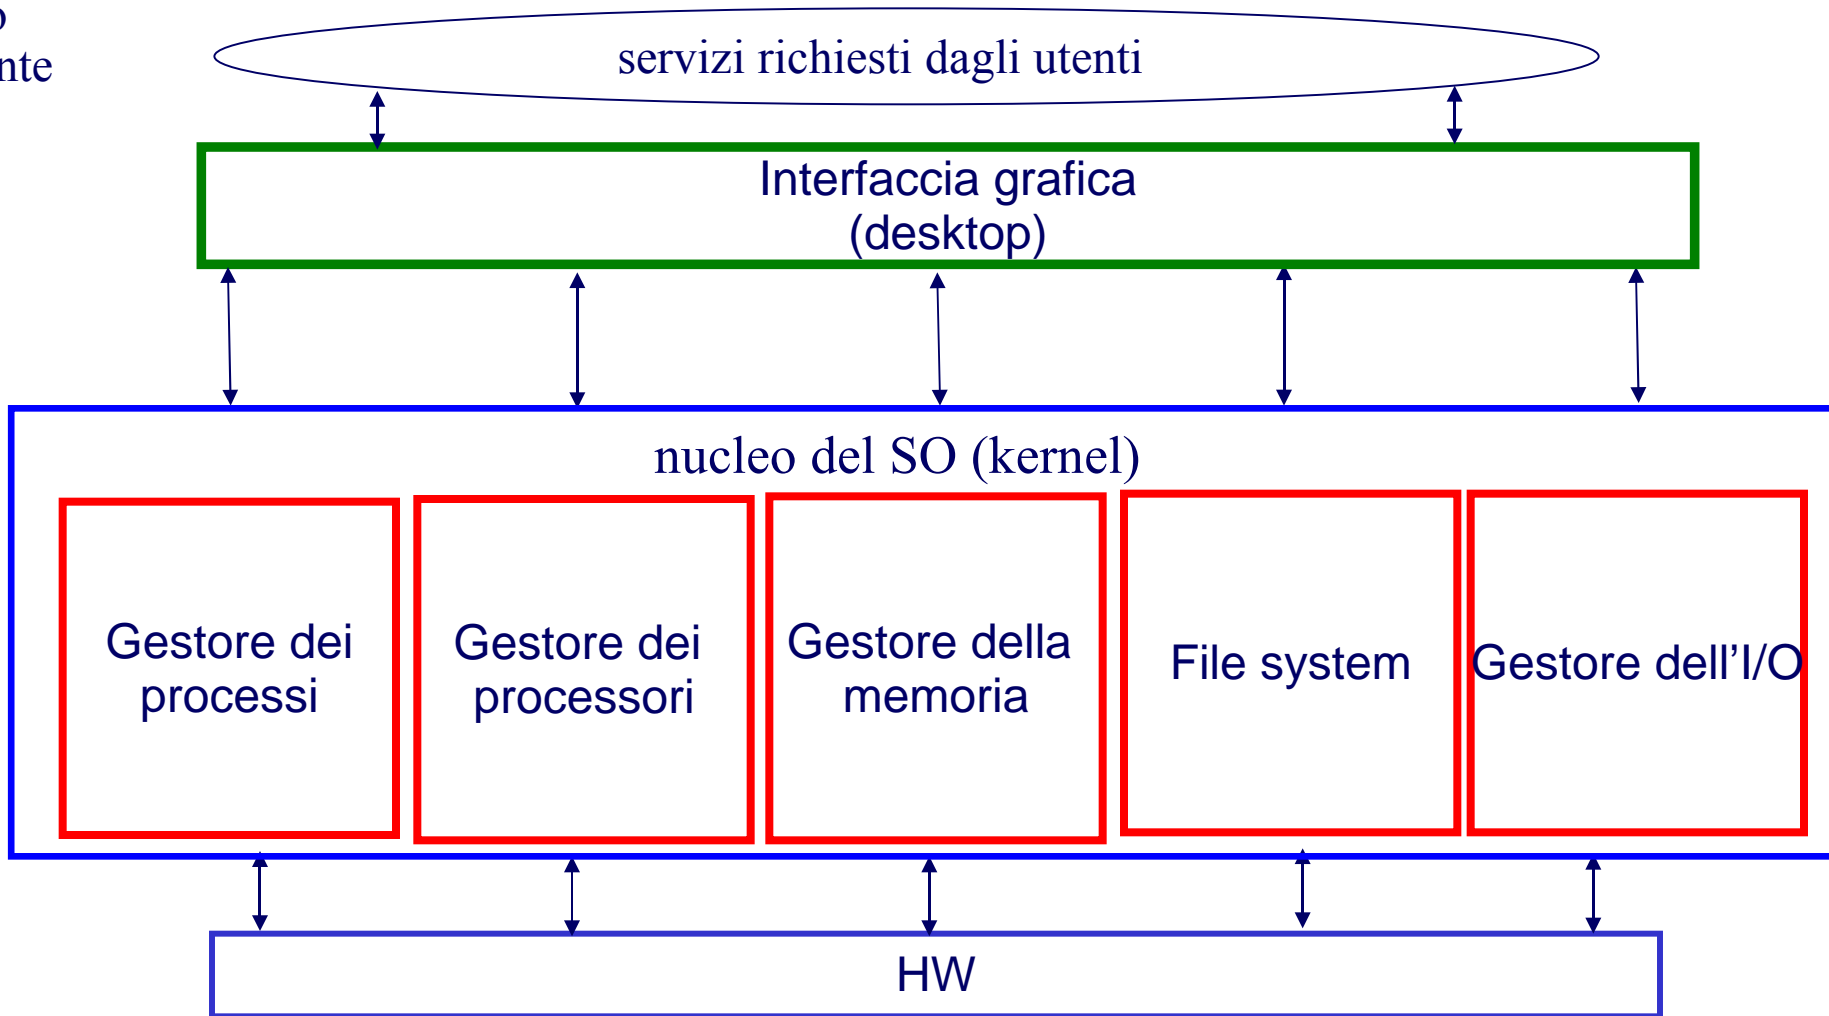 servizi richiesti dagli utenti
Interfaccia grafica
(desktop)
nucleo del SO (kernel)
Gestore dei
processi
Gestore dei
processori
Gestore della
memoria
File system
Gestore dell'I/O
HW